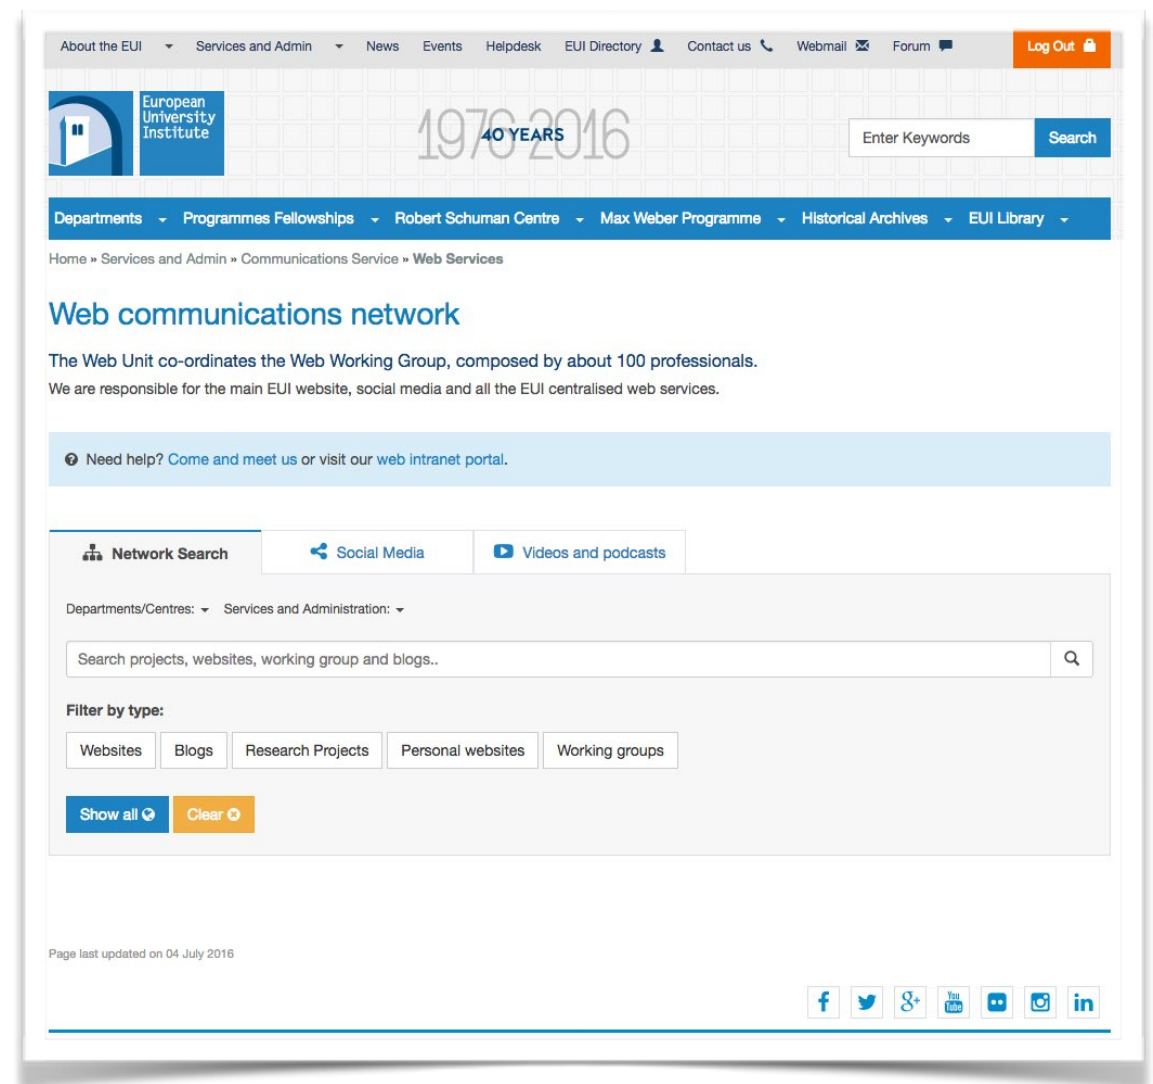 About the EUI Services and Admin News Events Helpdesk EUI Directory Contact us Webmail Forum Log Out
European
University
Institute
1976-2016
40 YEARS
Enter Keywords Search
Departments Programmes Fellowships Robert Schuman Centre Max Weber Programme Historical Archives EUI Library
Home » Services and Admin » Communications Service » Web Services
Web communications network
The Web Unit co-ordinates the Web Working Group, composed by about 100 professionals.
We are responsible for the main EUI website, social media and all the EUI centralised web services.
Need help? Come and meet us or visit our web intranet portal.
Network Search Social Media Videos and podcasts
Departments/Centres: Services and Administration:
Search projects, websites, working group and blogs..
Filter by type:
Websites Blogs Research Projects Personal websites Working groups
Show all Clear
Page last updated on 04 July 2016
f 8+ You Tube in